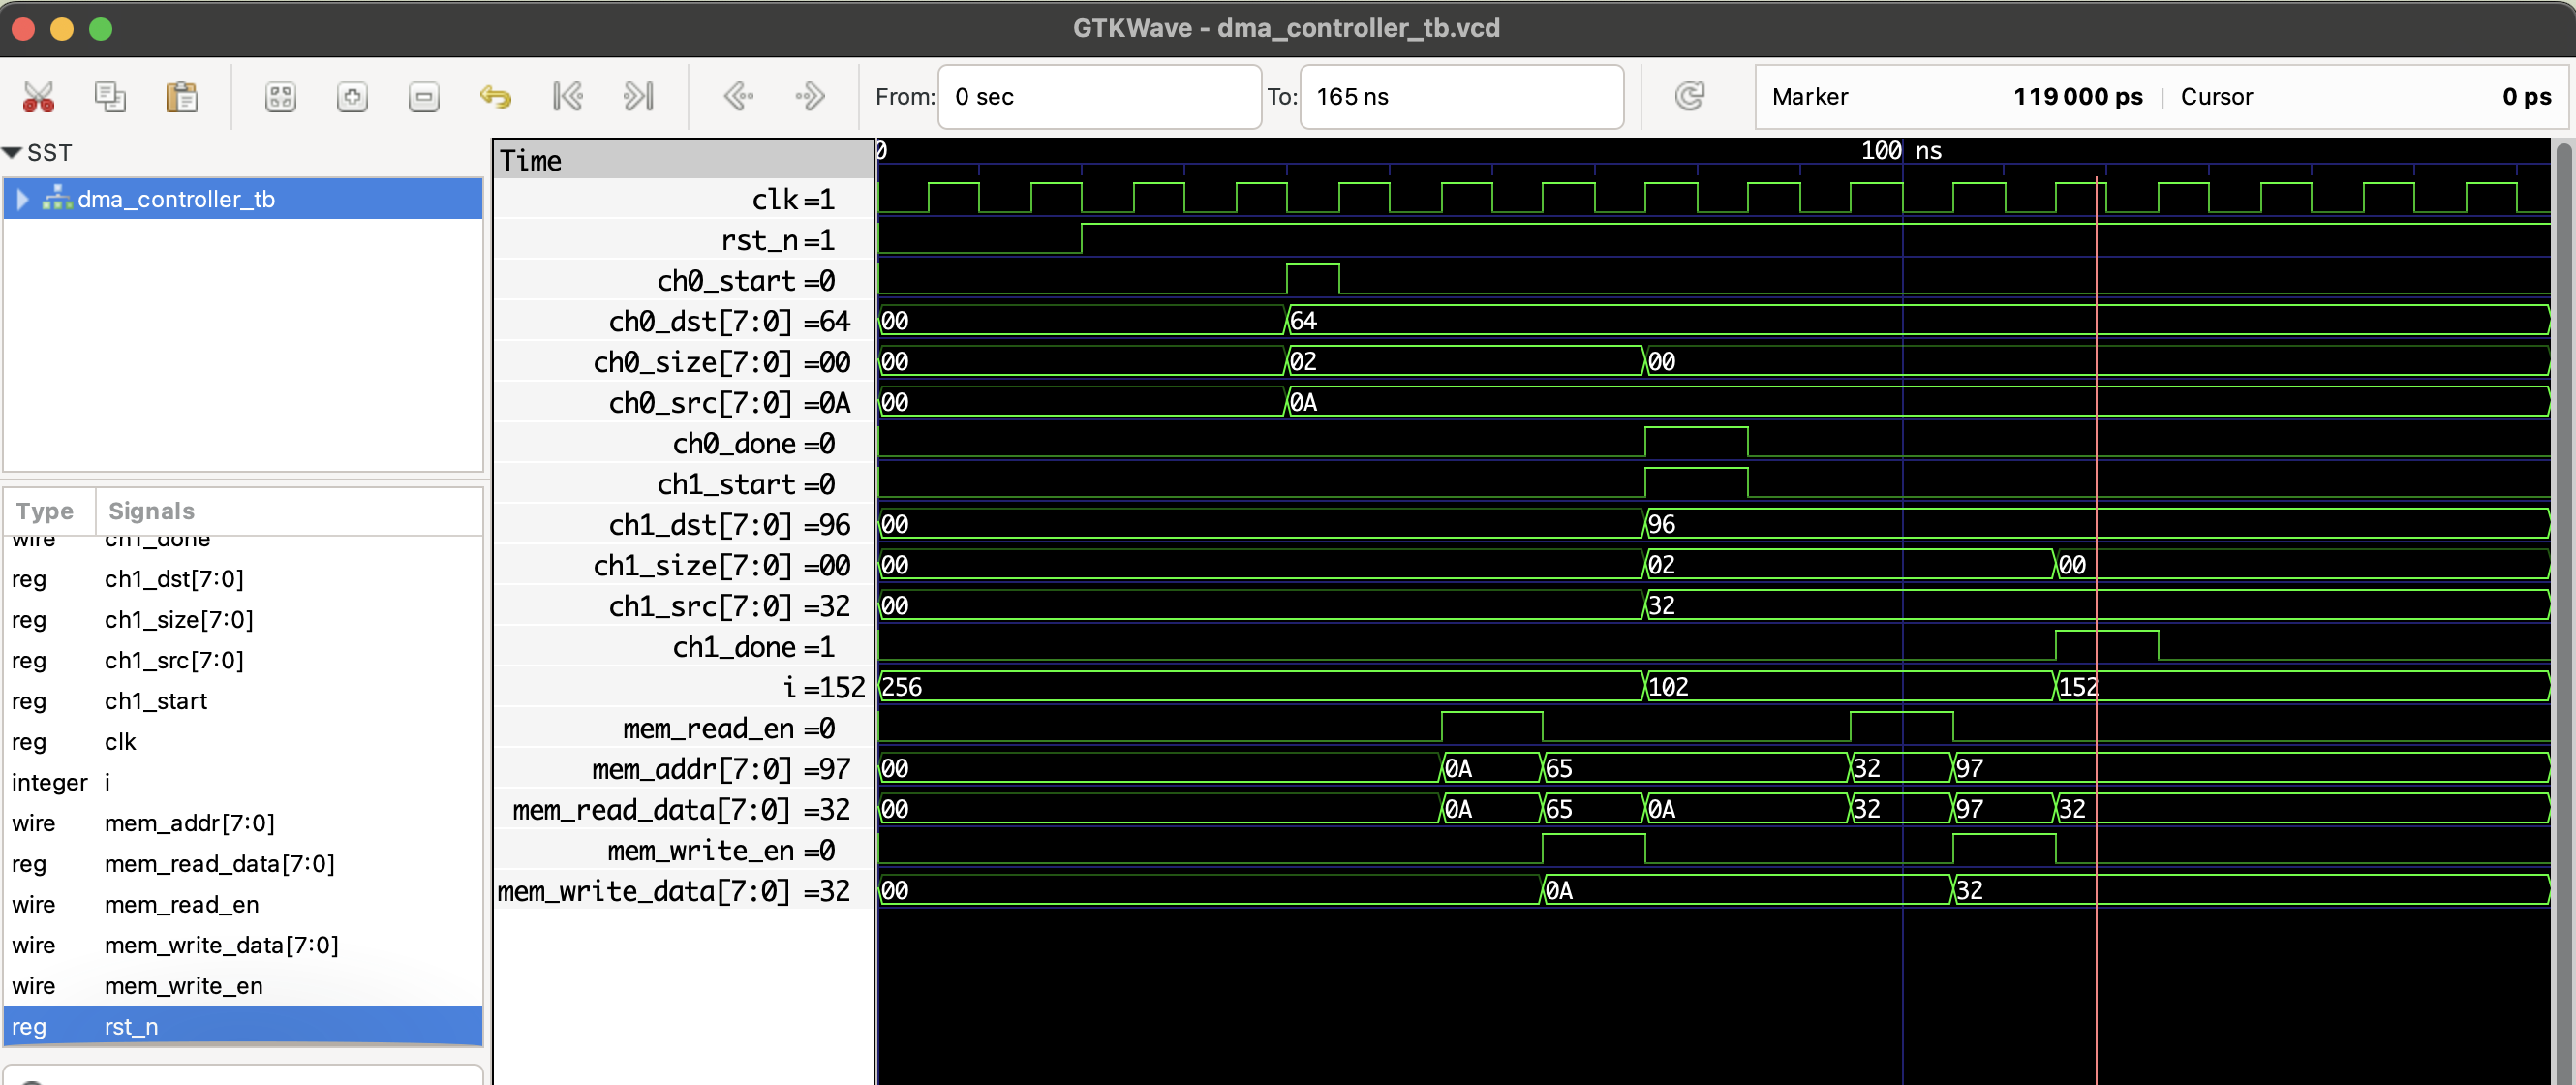 GTKWave - dma_controller_tb.vcd
From: 0 sec To: 165 ns Marker 119 000 ps | Cursor 0 ps
SST
dma_controller_tb
Type Signals
wire ch1_done
reg ch1_dst[7:0]
reg ch1_size[7:0]
reg ch1_src[7:0]
reg ch1_start
reg clk
integer i
wire mem_addr[7:0]
reg mem_read_data[7:0]
wire mem_read_en
wire mem_write_data[7:0]
wire mem_write_en
reg rst_n
Time 0 100 ns
clk =1
rst_n =1
ch0_start =0
ch0_dst[7:0] =64 00 64
ch0_size[7:0] =00 00 02 00
ch0_src[7:0] =0A 00 0A
ch0_done =0
ch1_start =0
ch1_dst[7:0] =96 00 96
ch1_size[7:0] =00 00 02 00
ch1_src[7:0] =32 00 32
ch1_done =1
i =152 256 102 152
mem_read_en =0
mem_addr[7:0] =97 00 0A 65 32 97
mem_read_data[7:0] =32 00 0A 65 0A 32 97 32
mem_write_en =0
mem_write_data[7:0] =32 00 0A 32